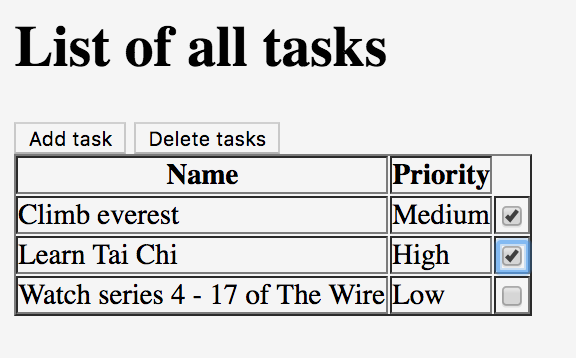 List of all tasks
Add task Delete tasks
Name Priority
Climb everest Medium
Learn Tai Chi High
Watch series 4 - 17 of The Wire Low